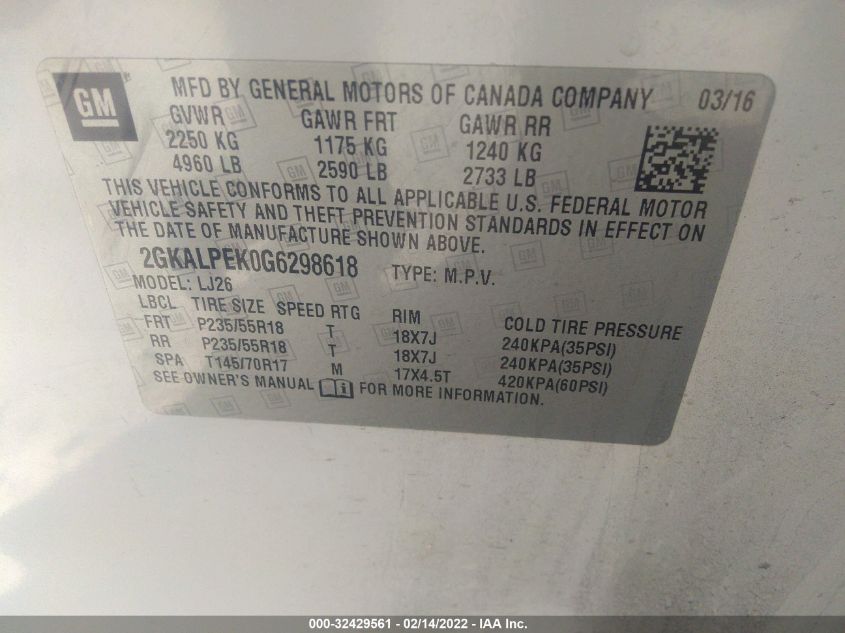 GM
MFD BY GENERAL MOTORS OF CANADA COMPANY 03/16
GVWR GAWR FRT GAWR RR
2250 KG 1175 KG 1240 KG
4960 LB 2590 LB 2733 LB
THIS VEHICLE CONFORMS TO ALL APPLICABLE U.S. FEDERAL MOTOR
VEHICLE SAFETY AND THEFT PREVENTION STANDARDS IN EFFECT ON
THE DATE OF MANUFACTURE SHOWN ABOVE.
2GKALPEK0G6298618 TYPE: M.P.V.
MODEL: LJ26
LBCL TIRE SIZE SPEED RTG RIM COLD TIRE PRESSURE
FRT P235/55R18 T 18X7J 240KPA(35PSI)
RR P235/55R18 T 18X7J 240KPA(35PSI)
SPA T145/70R17 M 17X4.5T 420KPA(60PSI)
SEE OWNER'S MANUAL i FOR MORE INFORMATION.
000-32429561 - 02/14/2022 - IAA Inc.